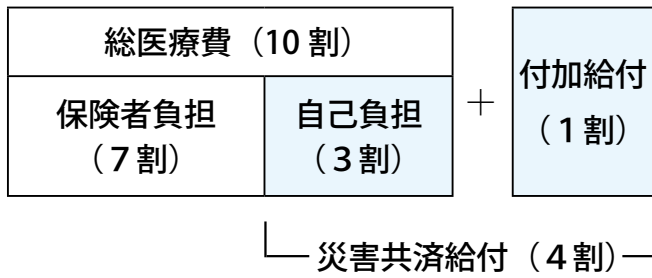 総医療費（10割）
保険者負担
（7割）
自己負担
（3割）
＋
付加給付
（1割）
災害共済給付（4割）